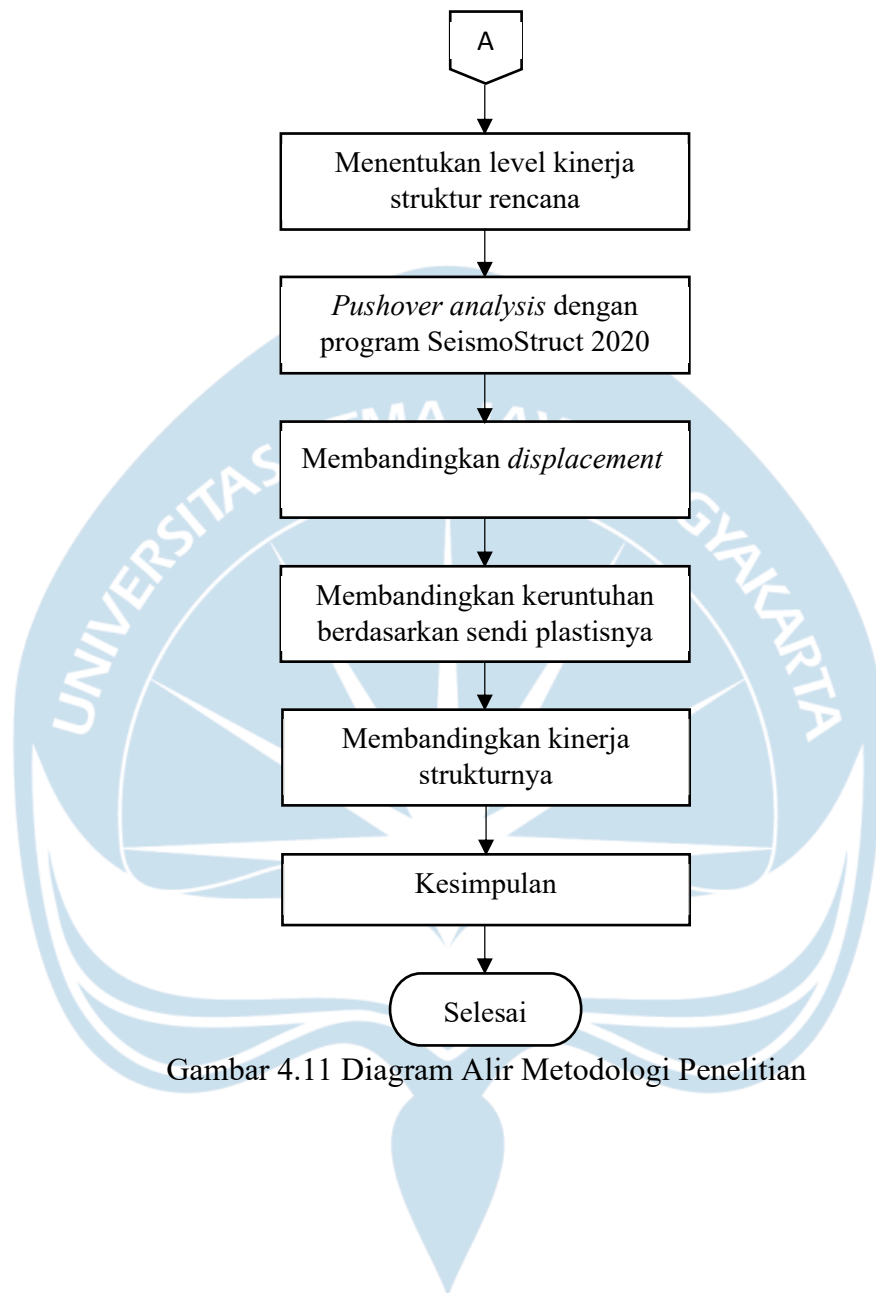 A
Menentukan level kinerja
struktur rencana
Pushover analysis dengan
program SeismoStruct 2020
Membandingkan displacement
Membandingkan keruntuhan
berdasarkan sendi plastisnya
Membandingkan kinerja
strukturnya
Kesimpulan
Selesai
Gambar 4.11 Diagram Alir Metodologi Penelitian
UNIVERSITAS